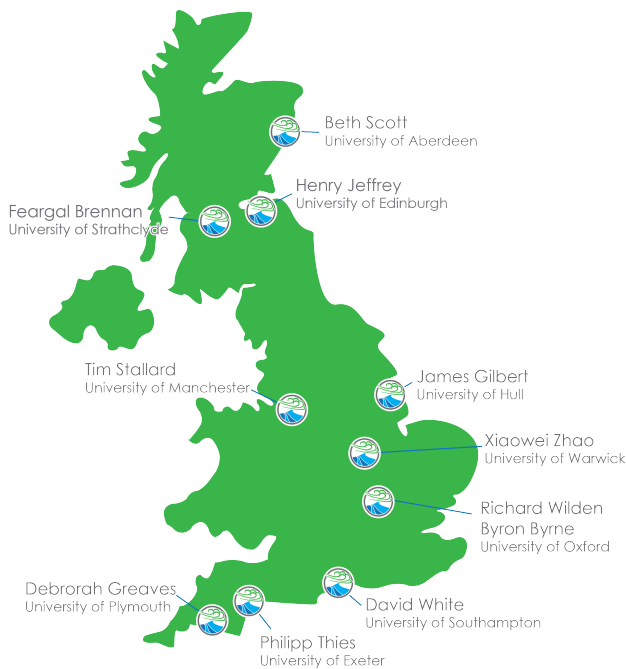 Beth Scott
University of Aberdeen
Henry Jeffrey
University of Edinburgh
Feargal Brennan
University of Strathclyde
Tim Stallard
University of Manchester
James Gilbert
University of Hull
Xiaowei Zhao
University of Warwick
Richard Wilden
Byron Byrne
University of Oxford
Debrorah Greaves
University of Plymouth
David White
University of Southampton
Philipp Thies
University of Exeter